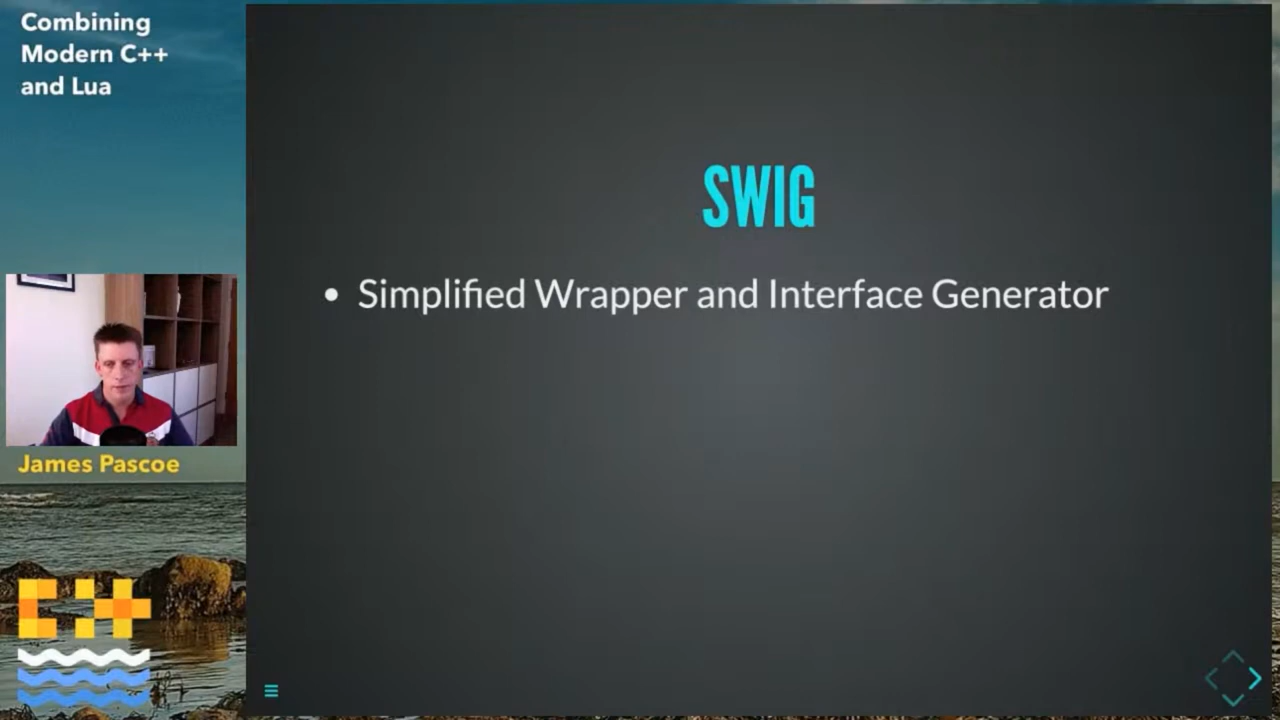 Combining
Modern C++
and Lua
SWIG
• Simplified Wrapper and Interface Generator
James Pascoe
C++